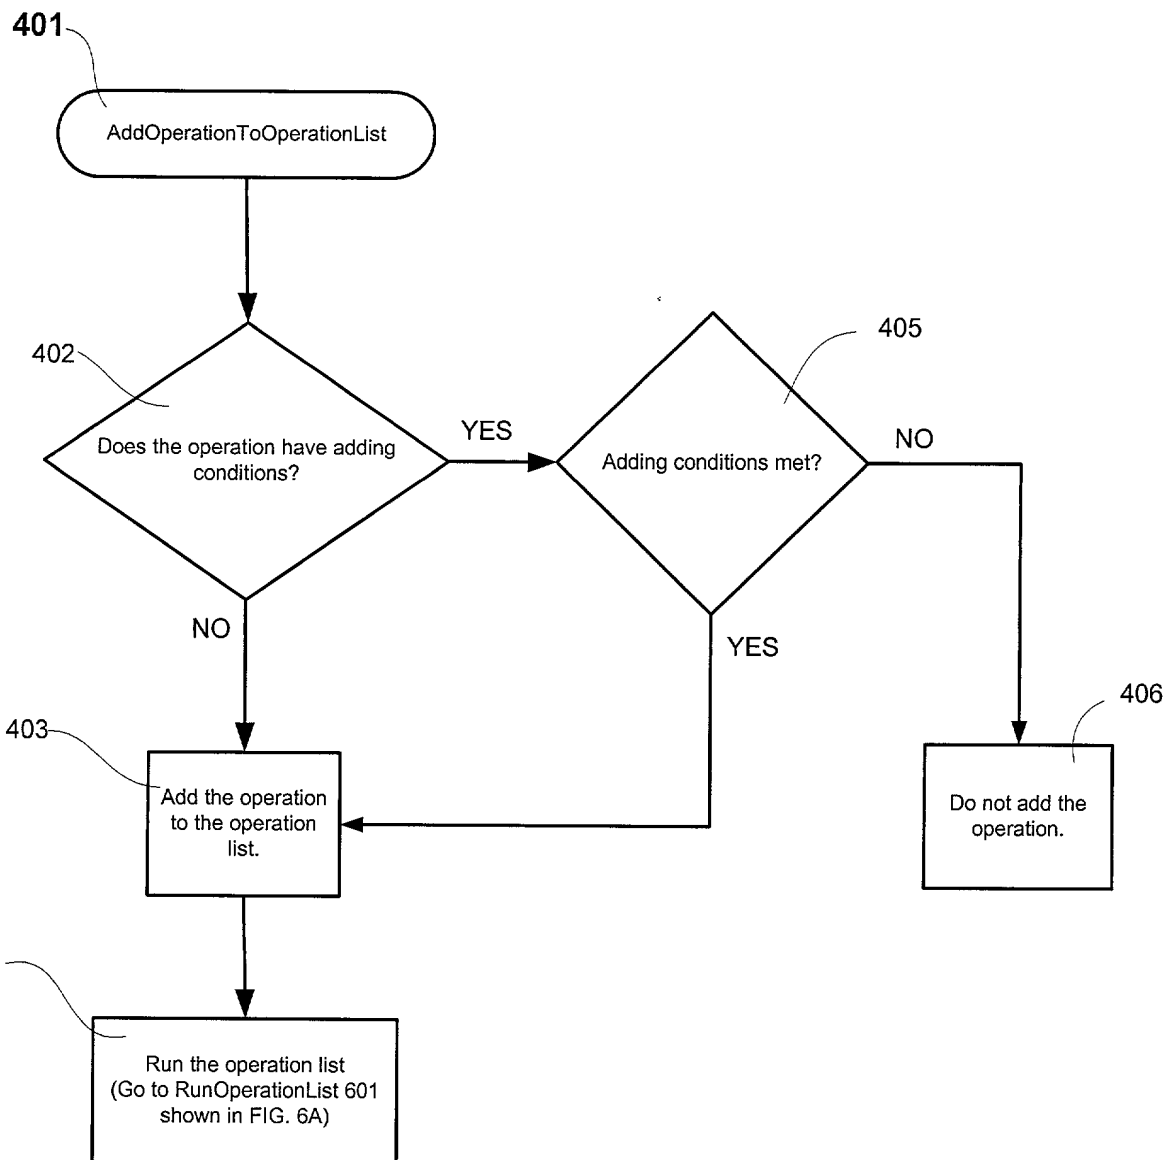 401
AddOperationToOperationList
402
Does the operation have adding
conditions?
YES
405
Adding conditions met?
NO
NO
YES
403
Add the operation
to the operation
list.
406
Do not add the
operation.
Run the operation list
(Go to RunOperationList 601
shown in FIG. 6A)